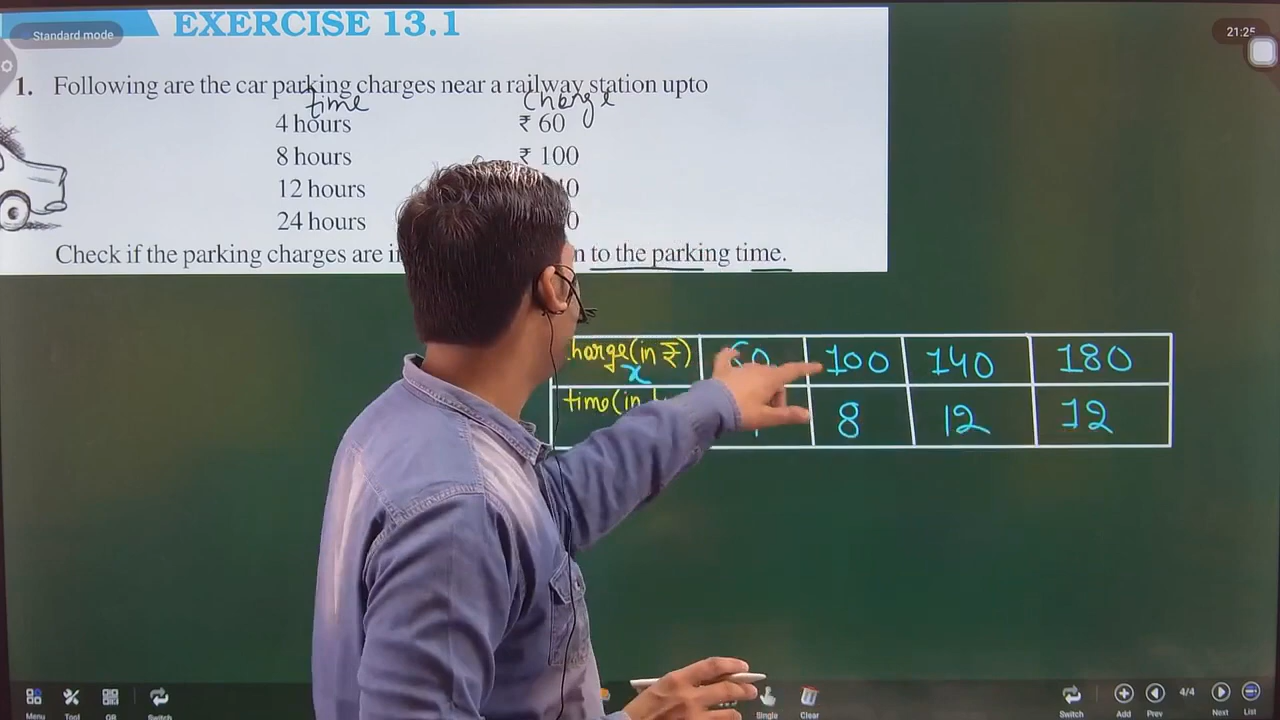 Standard mode
EXERCISE 13.1
21:25
1. Following are the car parking charges near a railway station upto
time charge
4 hours ₹ 60
8 hours ₹ 100
12 hours
24 hours
Check if the parking charges are to the parking time.
charge(in ₹) 60 100 140 180
x
time(in 8 12 12
Menu Tool QR Switch Single Clear Switch Add Prev 4/4 Next List